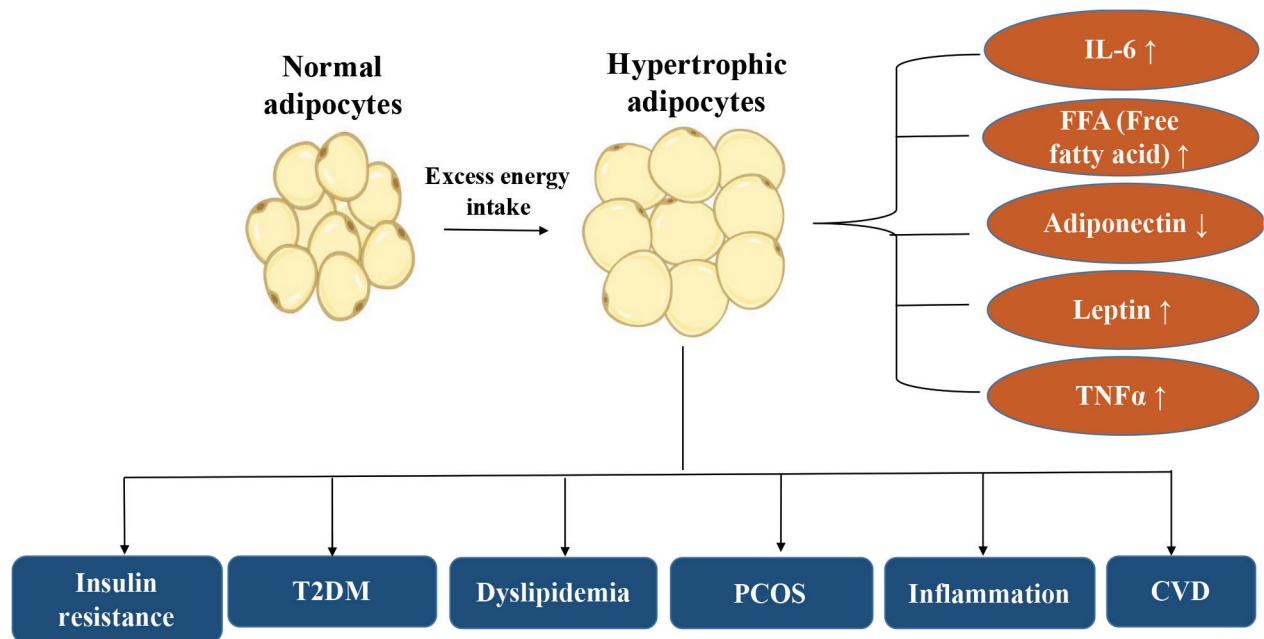 Normal
adipocytes
Excess energy
intake
Hypertrophic
adipocytes
IL-6 ↑
FFA (Free
fatty acid) ↑
Adiponectin ↓
Leptin ↑
TNFα ↑
Insulin
resistance
T2DM
Dyslipidemia
PCOS
Inflammation
CVD